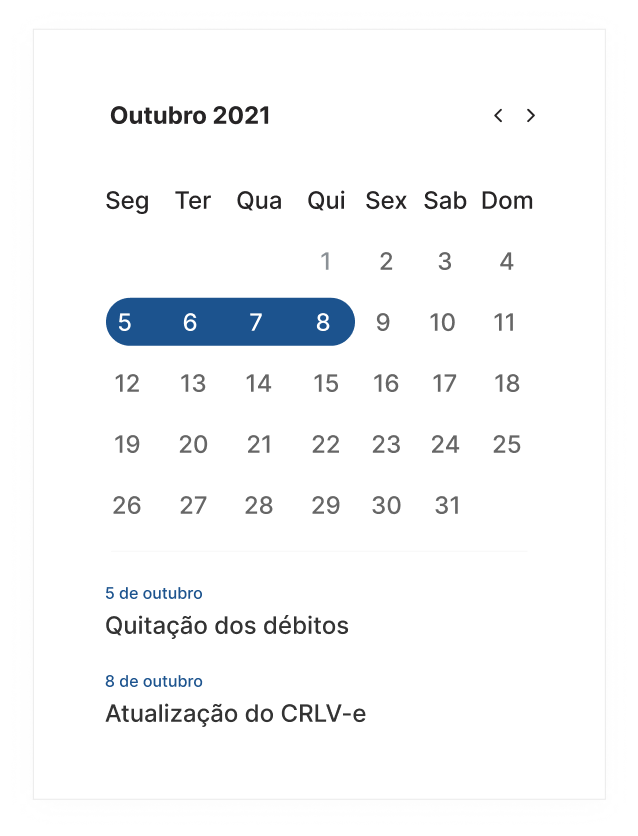 Outubro 2021
Seg Ter Qua Qui Sex Sab Dom
1 2 3 4
5 6 7 8 9 10 11
12 13 14 15 16 17 18
19 20 21 22 23 24 25
26 27 28 29 30 31
5 de outubro
Quitação dos débitos
8 de outubro
Atualização do CRLV-e